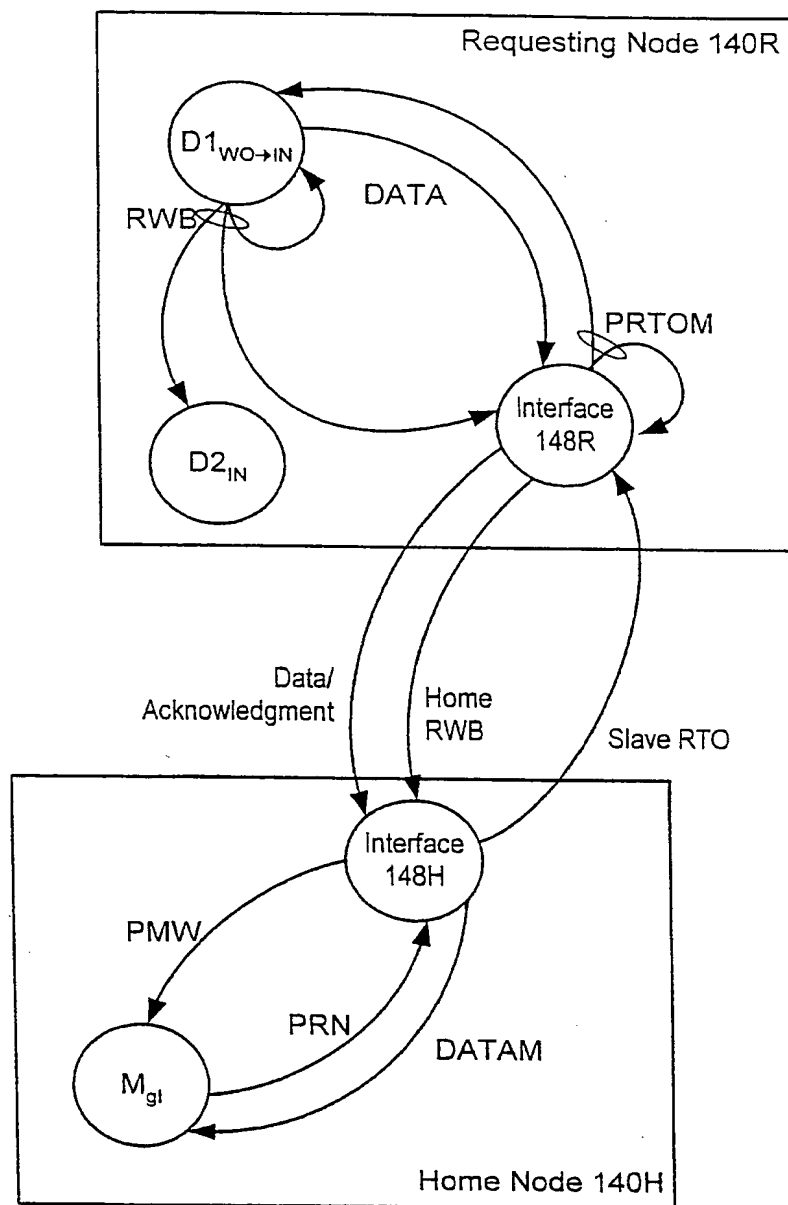 Requesting Node 140R
D1WO→IN
DATA
RWB
PRTOM
Interface
148R
D2IN
Data/
Acknowledgment
Home
RWB
Slave RTO
Interface
148H
PMW
PRN
DATAM
MgI
Home Node 140H